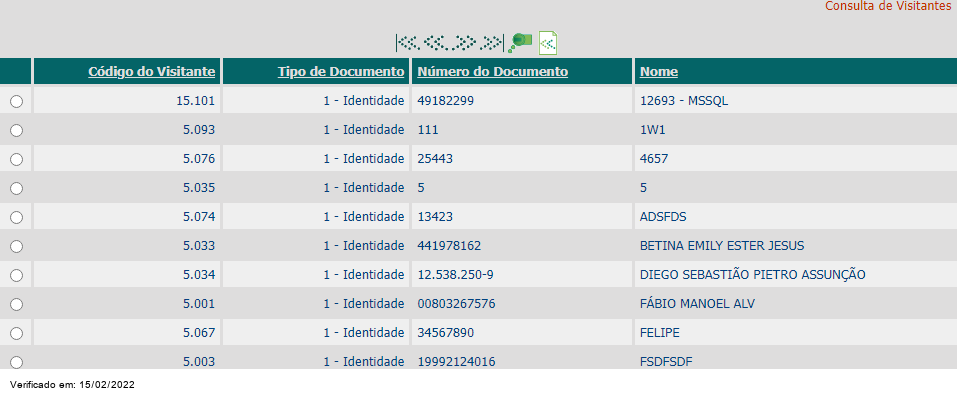 Consulta de Visitantes
Código do Visitante Tipo de Documento Número do Documento Nome
15.101 1 - Identidade 49182299 12693 - MSSQL
5.093 1 - Identidade 111 1W1
5.076 1 - Identidade 25443 4657
5.035 1 - Identidade 5 5
5.074 1 - Identidade 13423 ADSFDS
5.033 1 - Identidade 441978162 BETINA EMILY ESTER JESUS
5.034 1 - Identidade 12.538.250-9 DIEGO SEBASTIÃO PIETRO ASSUNÇÃO
5.001 1 - Identidade 00803267576 FÁBIO MANOEL ALV
5.067 1 - Identidade 34567890 FELIPE
5.003 1 - Identidade 19992124016 FSDFSDF
Verificado em: 15/02/2022